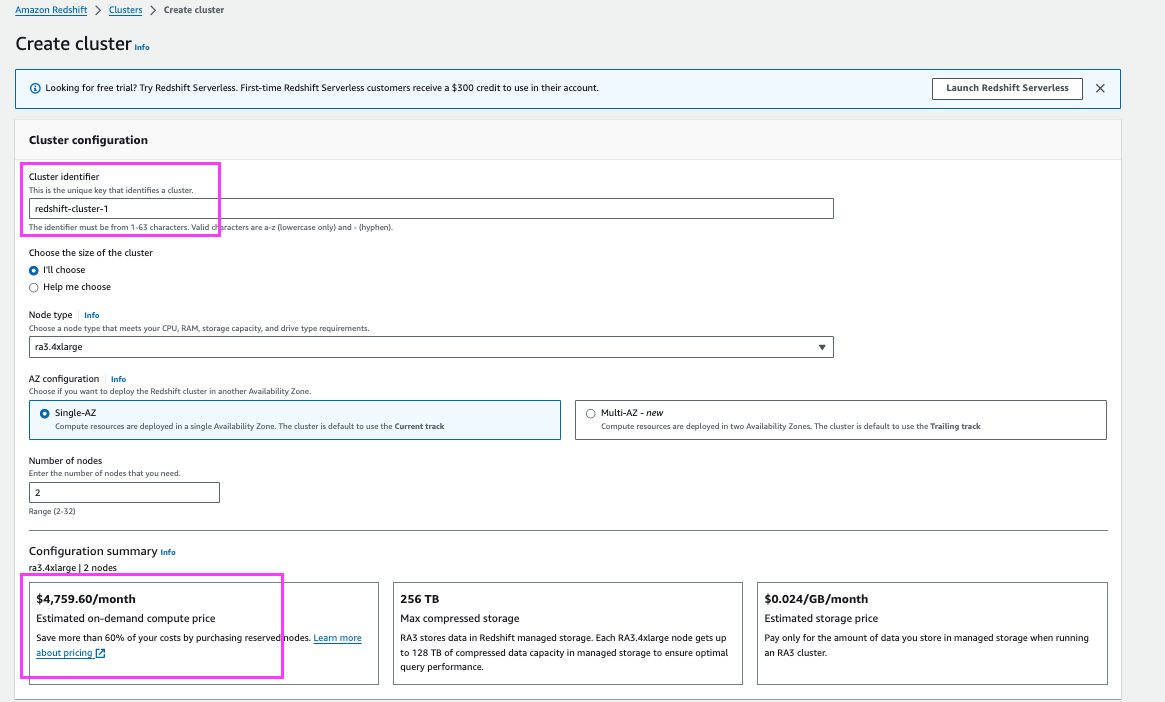 Amazon Redshift > Clusters > Create cluster
Create cluster Info
Looking for free trial? Try Redshift Serverless. First-time Redshift Serverless customers receive a $300 credit to use in their account.
Launch Redshift Serverless
Cluster configuration
Cluster identifier
This is the unique key that identifies a cluster.
redshift-cluster-1
The identifier must be from 1-63 characters. Valid characters are a-z (lowercase only) and - (hyphen).
Choose the size of the cluster
I'll choose
Help me choose
Node type Info
Choose a node type that meets your CPU, RAM, storage capacity, and drive type requirements.
ra3.4xlarge
AZ configuration Info
Choose if you want to deploy the Redshift cluster in another Availability Zone.
Single-AZ
Compute resources are deployed in a single Availability Zone. The cluster is default to use the Current track
Multi-AZ - new
Compute resources are deployed in two Availability Zones. The cluster is default to use the Trailing track
Number of nodes
Enter the number of nodes that you need.
2
Range (2-32)
Configuration summary Info
ra3.4xlarge | 2 nodes
$4,759.60/month
Estimated on-demand compute price
Save more than 60% of your costs by purchasing reserved nodes. Learn more
about pricing
256 TB
Max compressed storage
RA3 stores data in Redshift managed storage. Each RA3.4xlarge node gets up
to 128 TB of compressed data capacity in managed storage to ensure optimal
query performance.
$0.024/GB/month
Estimated storage price
Pay only for the amount of data you store in managed storage when running
an RA3 cluster.